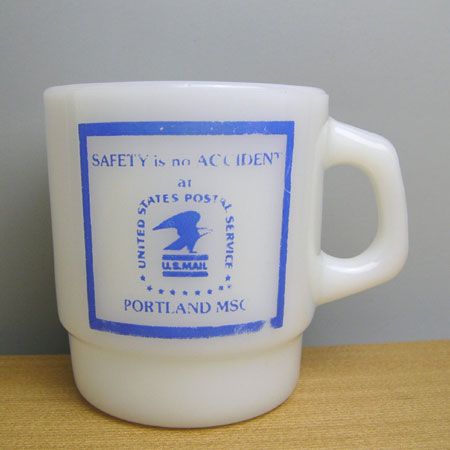 SAFETY is no ACCIDENT
at
UNITED STATES POSTAL SERVICE
U.S.MAIL
PORTLAND MSC